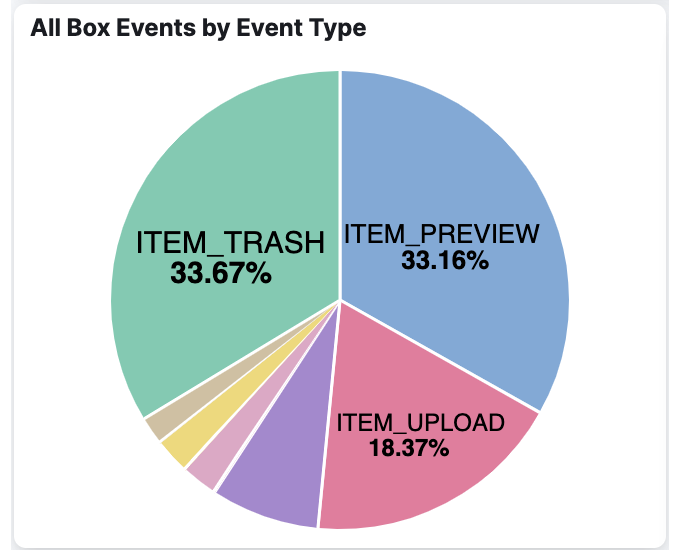 All Box Events by Event Type
ITEM_TRASH
33.67%
ITEM_PREVIEW
33.16%
ITEM_UPLOAD
18.37%